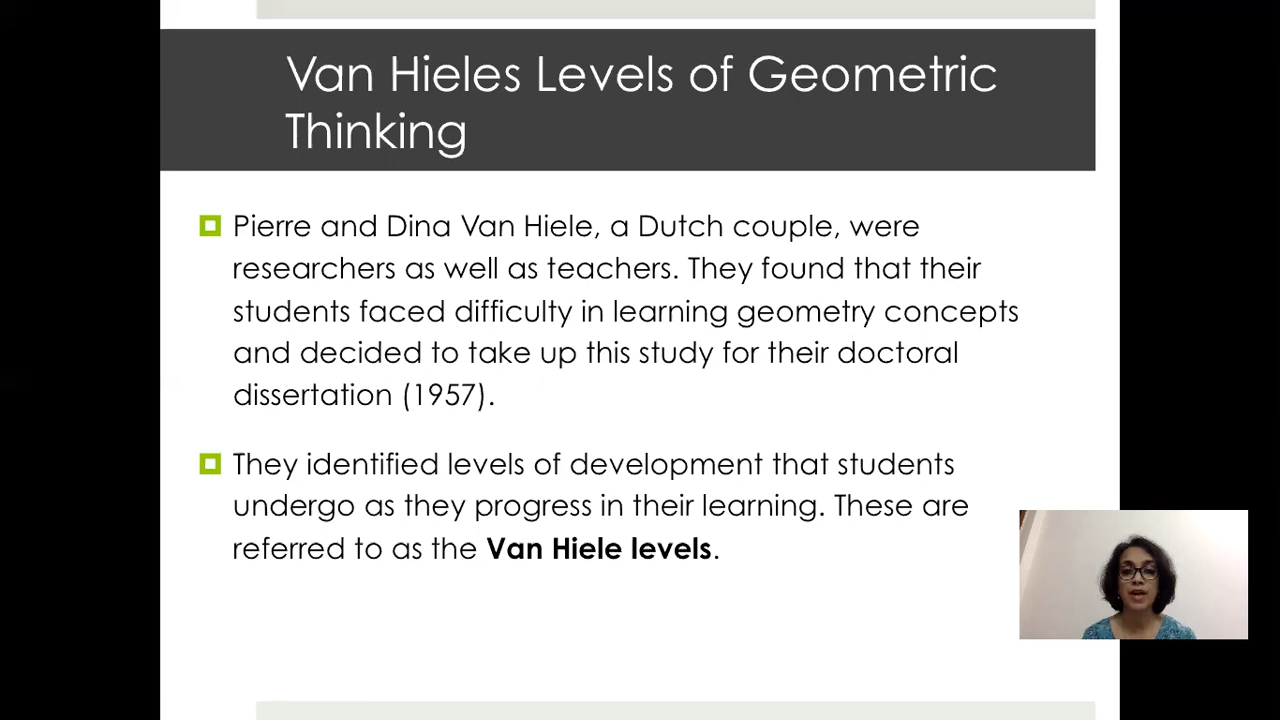 Van Hieles Levels of Geometric
Thinking
Pierre and Dina Van Hiele, a Dutch couple, were
researchers as well as teachers. They found that their
students faced difficulty in learning geometry concepts
and decided to take up this study for their doctoral
dissertation (1957).
They identified levels of development that students
undergo as they progress in their learning. These are
referred to as the Van Hiele levels.